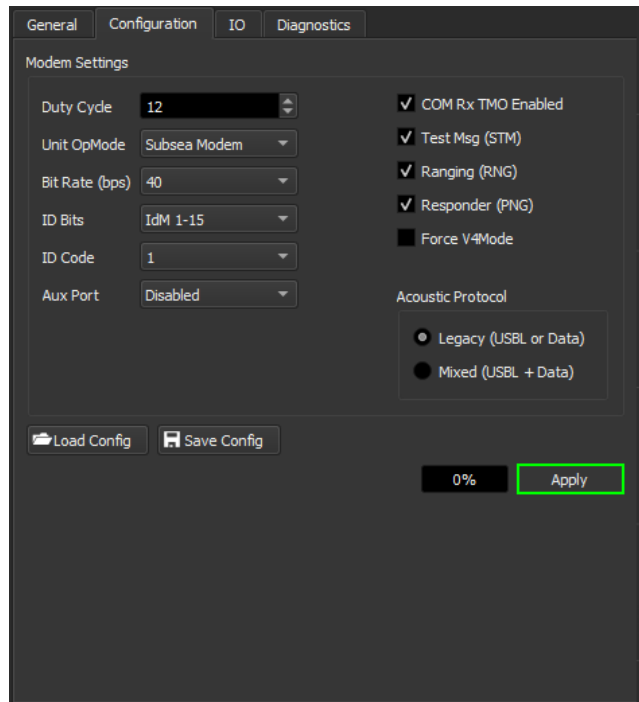 General Configuration IO Diagnostics
Modem Settings
Duty Cycle 12
Unit OpMode Subsea Modem
Bit Rate (bps) 40
ID Bits IdM 1-15
ID Code 1
Aux Port Disabled
COM Rx TMO Enabled
Test Msg (STM)
Ranging (RNG)
Responder (PNG)
Force V4Mode
Acoustic Protocol
Legacy (USBL or Data)
Mixed (USBL + Data)
Load Config Save Config
0% Apply